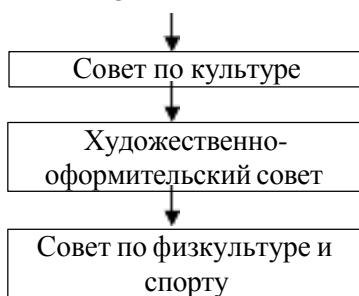 Совет по культуре
Художественно-
оформительский совет
Совет по физкультуре и
спорту